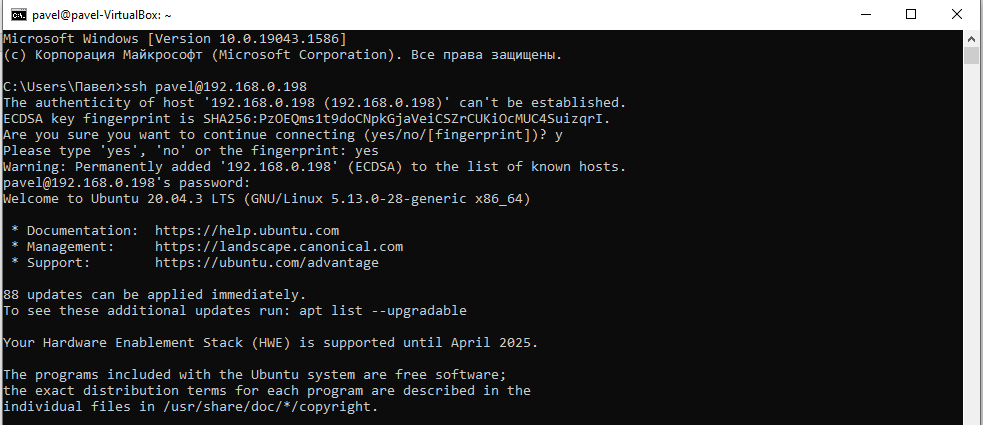 pavel@pavel-VirtualBox: ~
Microsoft Windows [Version 10.0.19043.1586]
(c) Корпорация Майкрософт (Microsoft Corporation). Все права защищены.
C:\Users\Павел>ssh pavel@192.168.0.198
The authenticity of host '192.168.0.198 (192.168.0.198)' can't be established.
ECDSA key fingerprint is SHA256:PzOEQms1t9doCNpkGjaVeiCSZrCUKiOcMUC4SuizqrI.
Are you sure you want to continue connecting (yes/no/[fingerprint])? y
Please type 'yes', 'no' or the fingerprint: yes
Warning: Permanently added '192.168.0.198' (ECDSA) to the list of known hosts.
pavel@192.168.0.198's password:
Welcome to Ubuntu 20.04.3 LTS (GNU/Linux 5.13.0-28-generic x86_64)
* Documentation:  https://help.ubuntu.com
* Management:     https://landscape.canonical.com
* Support:        https://ubuntu.com/advantage
88 updates can be applied immediately.
To see these additional updates run: apt list --upgradable
Your Hardware Enablement Stack (HWE) is supported until April 2025.
The programs included with the Ubuntu system are free software;
the exact distribution terms for each program are described in the
individual files in /usr/share/doc/*/copyright.